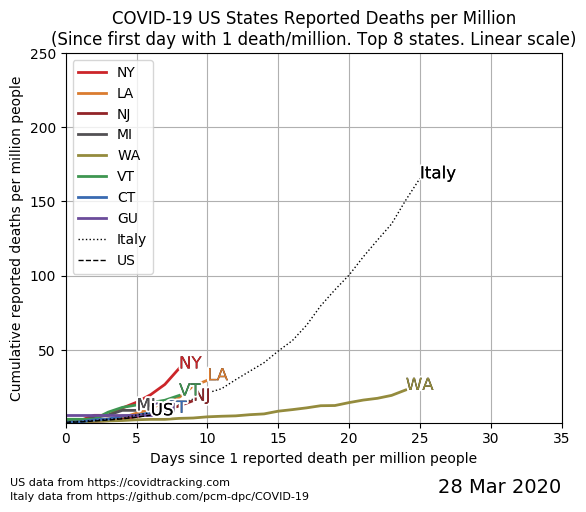 COVID-19 US States Reported Deaths per Million
(Since first day with 1 death/million. Top 8 states. Linear scale)
Cumulative reported deaths per million people
250
200
150
100
50
NY
LA
NJ
MI
WA
VT
CT
GU
Italy
US
Italy
NY
LA
VT
WA
NJ
MI
US
0
5
10
15
20
25
30
35
Days since 1 reported death per million people
US data from https://covidtracking.com
Italy data from https://github.com/pcm-dpc/COVID-19
28 Mar 2020